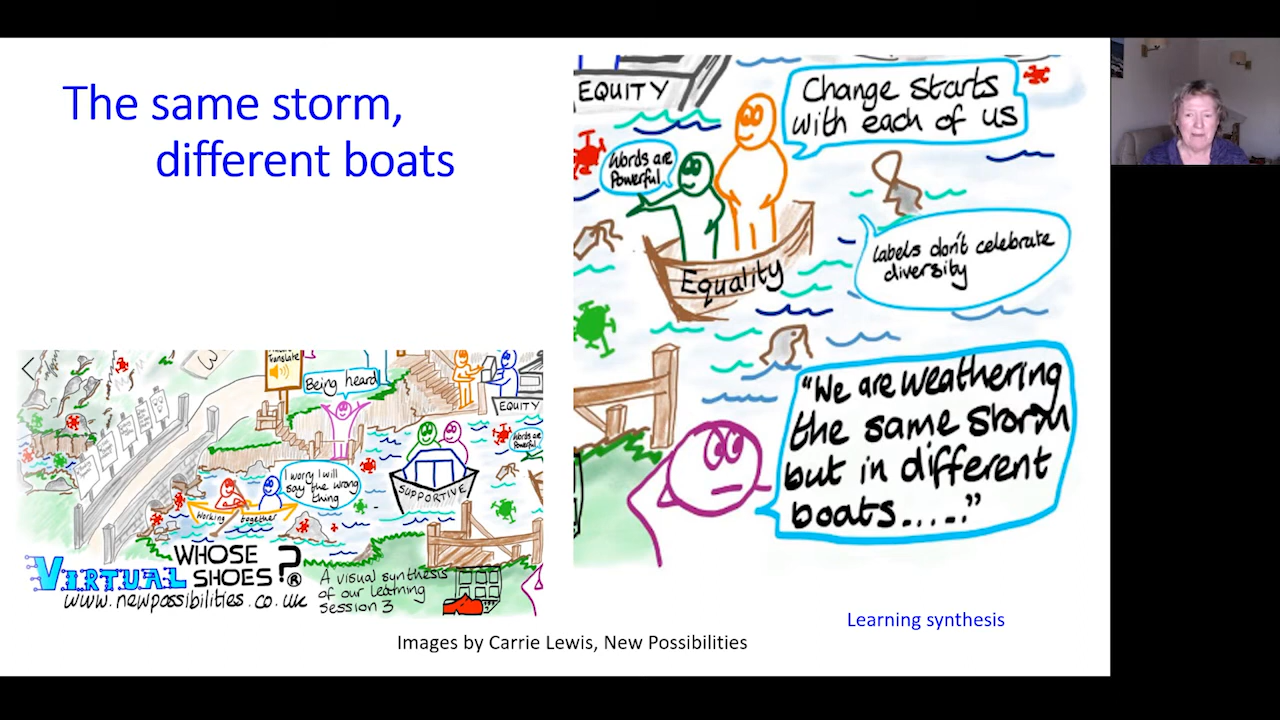 The same storm,
different boats
EQUITY
Change starts
with each of us
Words are
Powerful
Equality
Labels don't celebrate
diversity
"We are weathering
the same storm
but in different
boats....."
Translate
Being heard
EQUITY
Words are
Powerful
I worry I will
say the wrong
thing
SUPPORTIVE
Working together
VIRTUAL WHOSE
SHOES?®
www.newpossibilities.co.uk
A visual synthesis
of our learning
session 3
Learning synthesis
Images by Carrie Lewis, New Possibilities